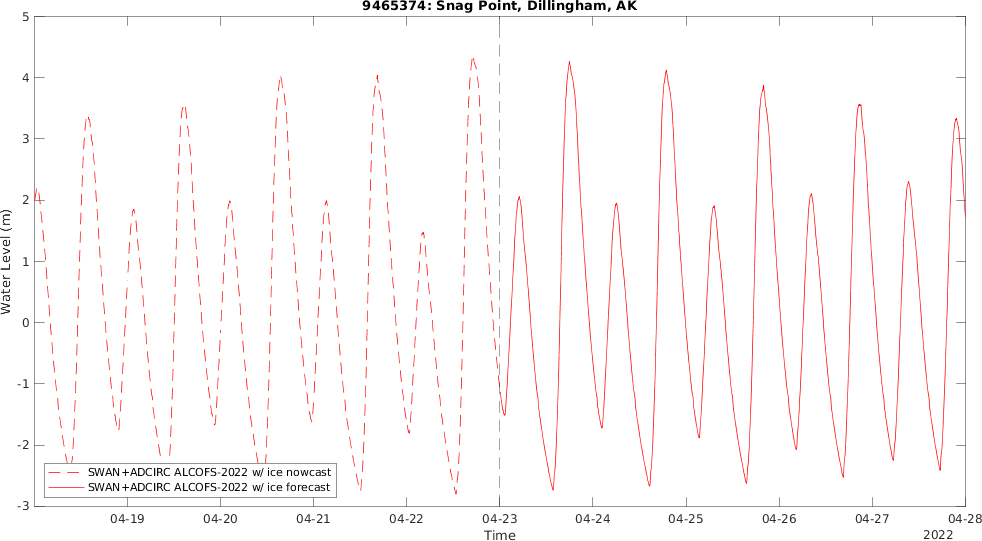 9465374: Snag Point, Dillingham, AK
5
4
3
2
1
0
-1
-2
-3
Water Level (m)
SWAN+ADCIRC ALCOFS-2022 w/ ice nowcast
SWAN+ADCIRC ALCOFS-2022 w/ ice forecast
04-19 04-20 04-21 04-22 04-23 04-24 04-25 04-26 04-27 04-28
Time
2022